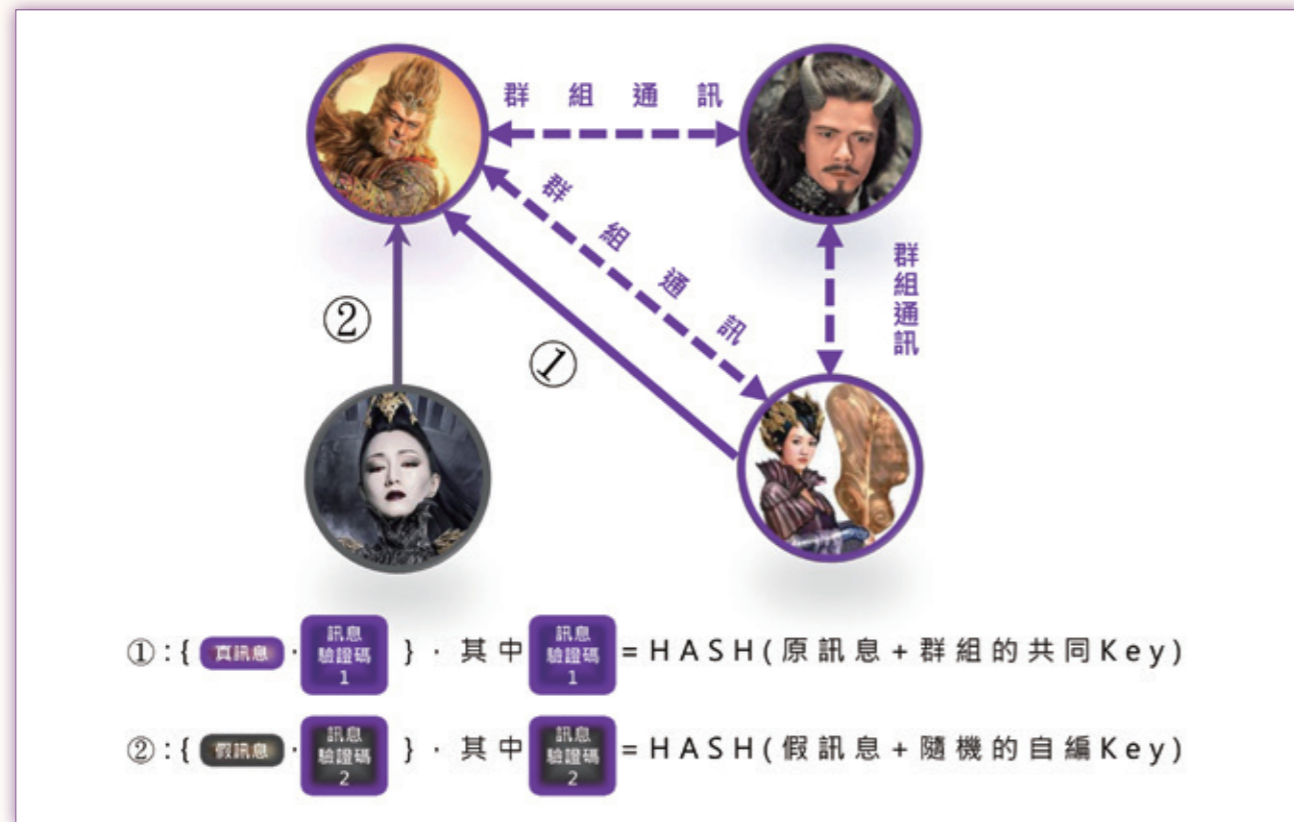 群組通訊
群組通訊
群組通訊
②
①
①:{ 真訊息 · 訊息驗證碼1 } · 其中 訊息驗證碼1 = HASH(原訊息+群組的共同Key)
②:{ 假訊息 · 訊息驗證碼2 } · 其中 訊息驗證碼2 = HASH(假訊息+隨機的自編Key)